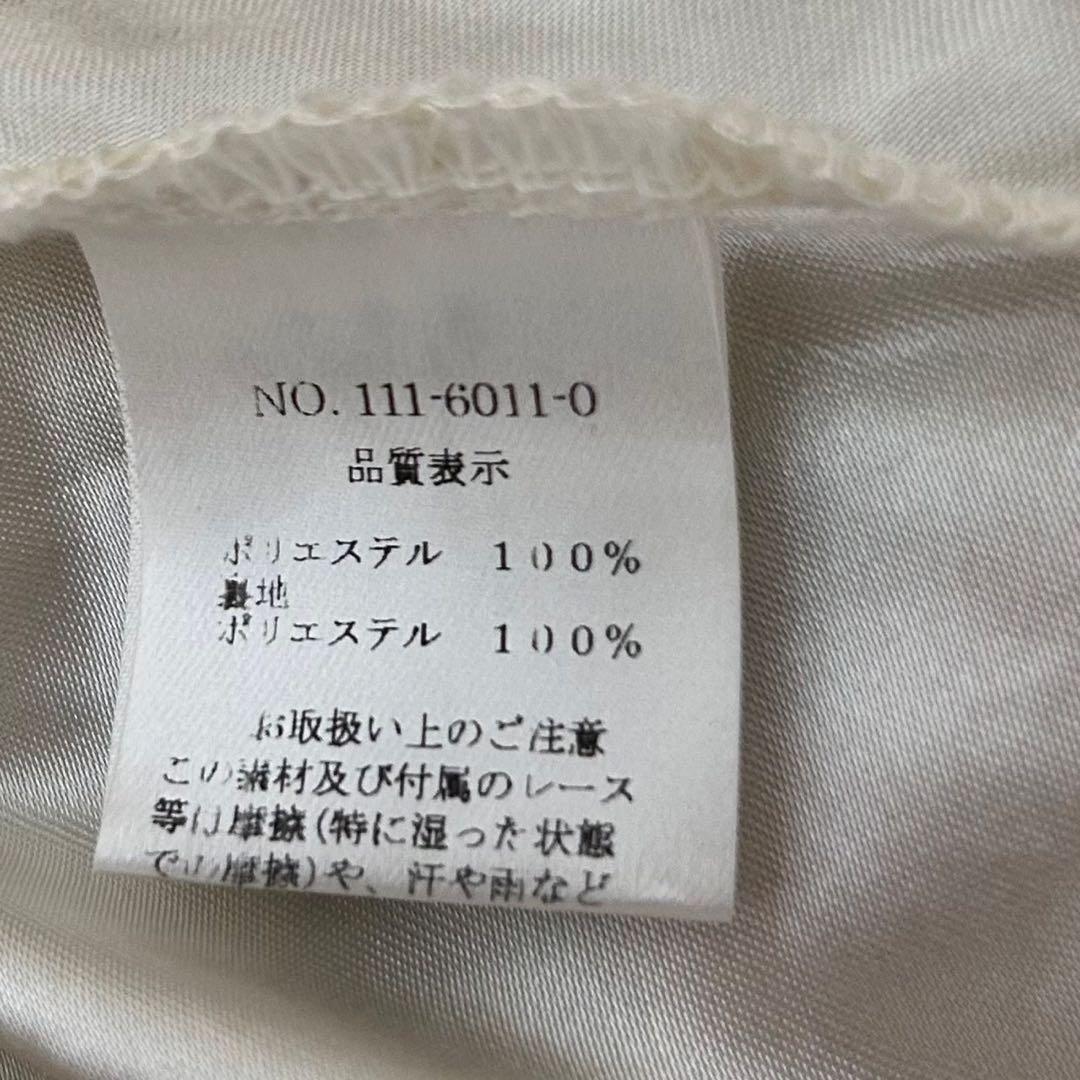 NO. 111-6011-0
品質表示
ポリエステル 100%
裏地
ポリエステル 100%
お取扱い上のご注意
この素材及び付属のレース
等は摩擦(特に湿った状態
での摩擦)や、汗や雨など